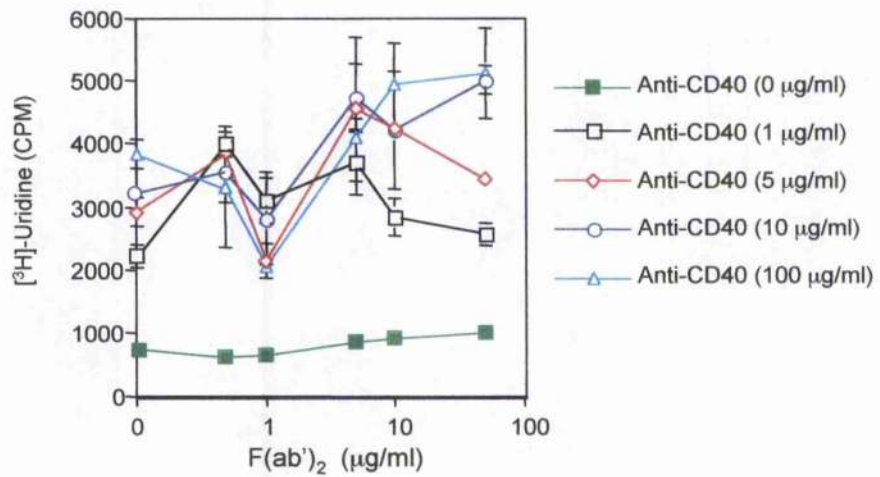 6000
5000
4000
3000
2000
1000
0
[³H]-Uridine (CPM)
0 1 10 100
F(ab')₂ (μg/ml)
Anti-CD40 (0 μg/ml)
Anti-CD40 (1 μg/ml)
Anti-CD40 (5 μg/ml)
Anti-CD40 (10 μg/ml)
Anti-CD40 (100 μg/ml)